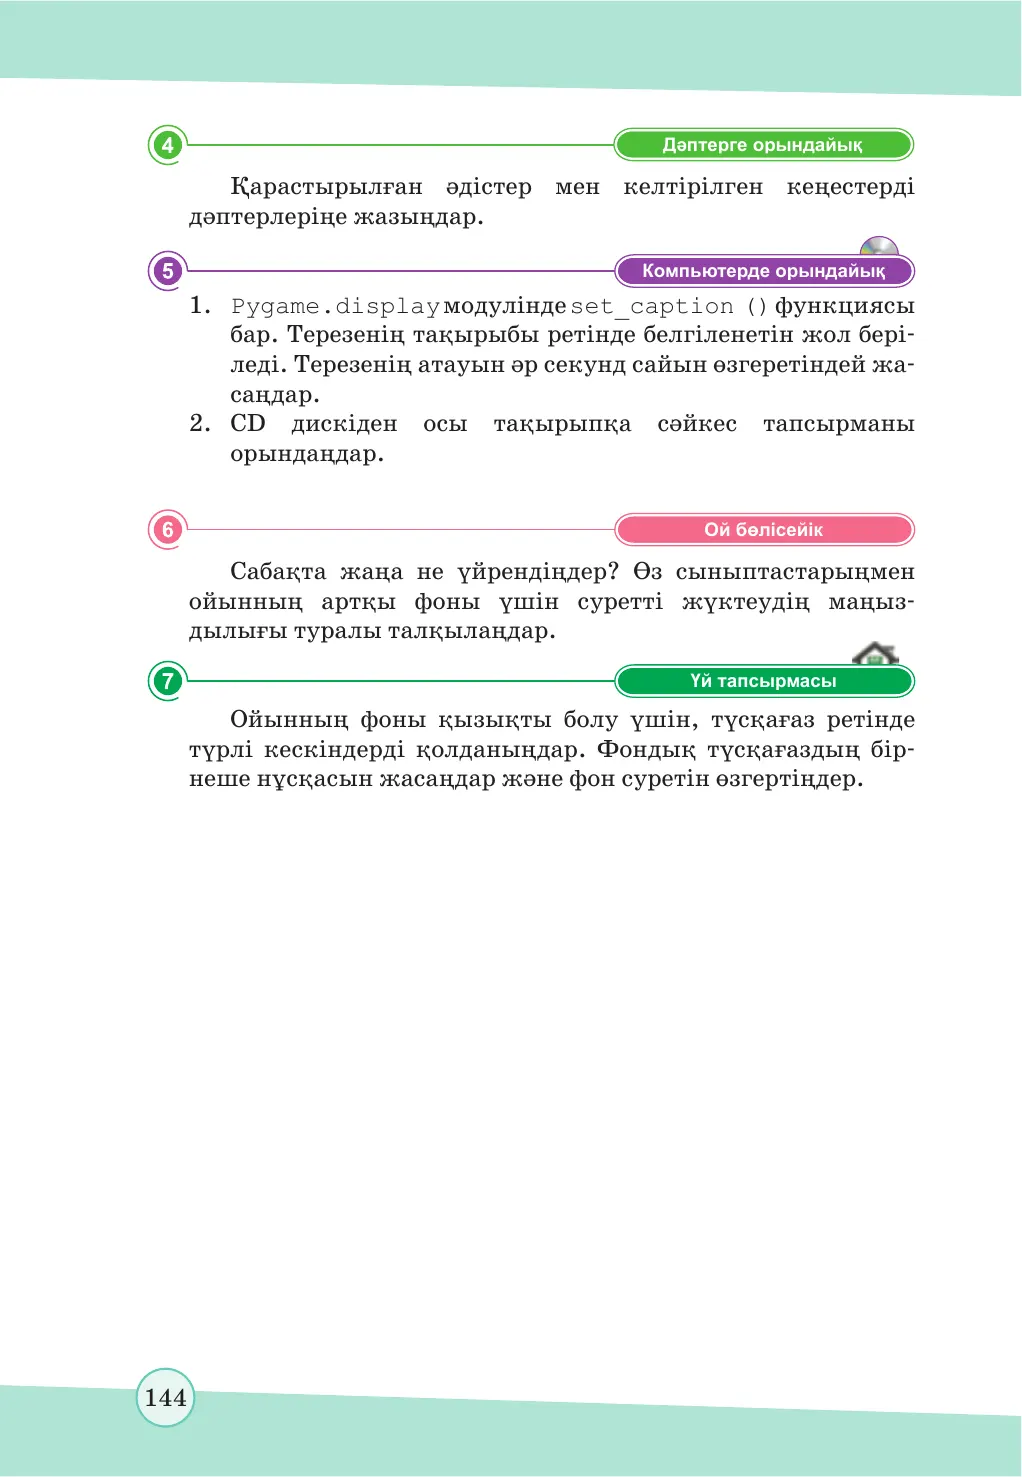 4
Дәптерге орындайық
Қарастырылған әдістер мен келтірілген кеңестерді
дәптерлеріңе жазыңдар.
5
Компьютерде орындайық
1. Pygame.display модулінде set_caption () функциясы
бар. Терезенің тақырыбы ретінде белгіленетін жол бері-
леді. Терезенің атауын әр секунд сайын өзгеретіндей жа-
саңдар.
2. CD дискіден осы тақырыпқа сәйкес тапсырманы
орындаңдар.
6
Ой бөлісейік
Сабақта жаңа не үйрендіңдер? Өз сыныптастарыңмен
ойынның артқы фоны үшін суретті жүктеудің маңыз-
дылығы туралы талқылаңдар.
7
Үй тапсырмасы
Ойынның фоны қызықты болу үшін, түсқағаз ретінде
түрлі кескіндерді қолданыңдар. Фондық түсқағаздың бір-
неше нұсқасын жасаңдар және фон суретін өзгертіңдер.
144